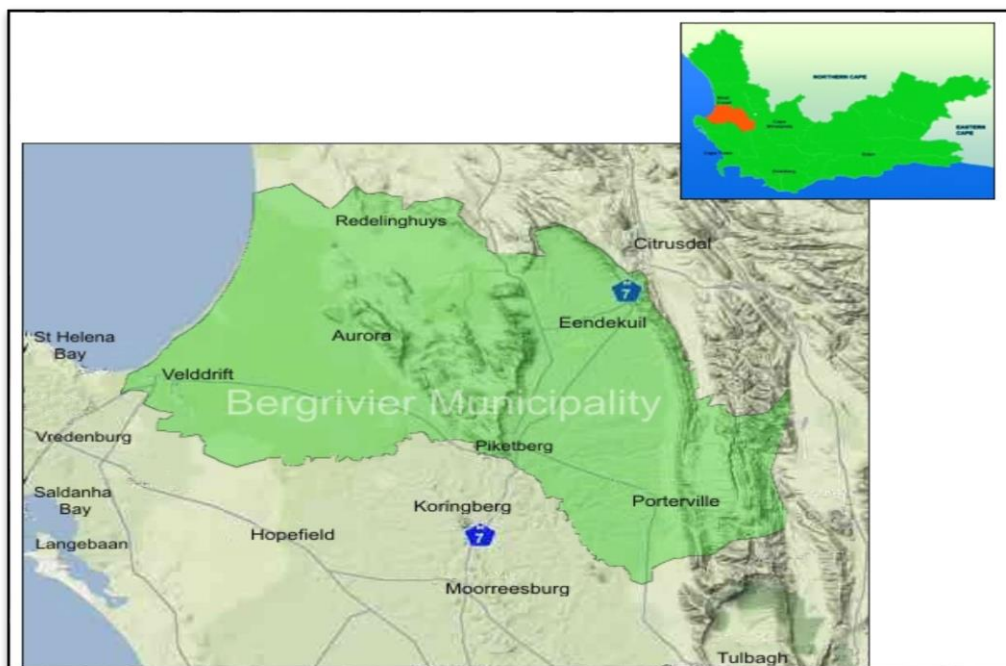 NORTHERN CAPE
EASTERN
CAPE
Redelinghuys
Citrusdal
7
Eendekuil
Aurora
St Helena
Bay
Velddrift
Bergrivier Municipality
Vredenburg
Piketberg
Saldanha
Bay
Koringberg
Porterville
7
Hopefield
Langebaan
Moorreesburg
Tulbagh